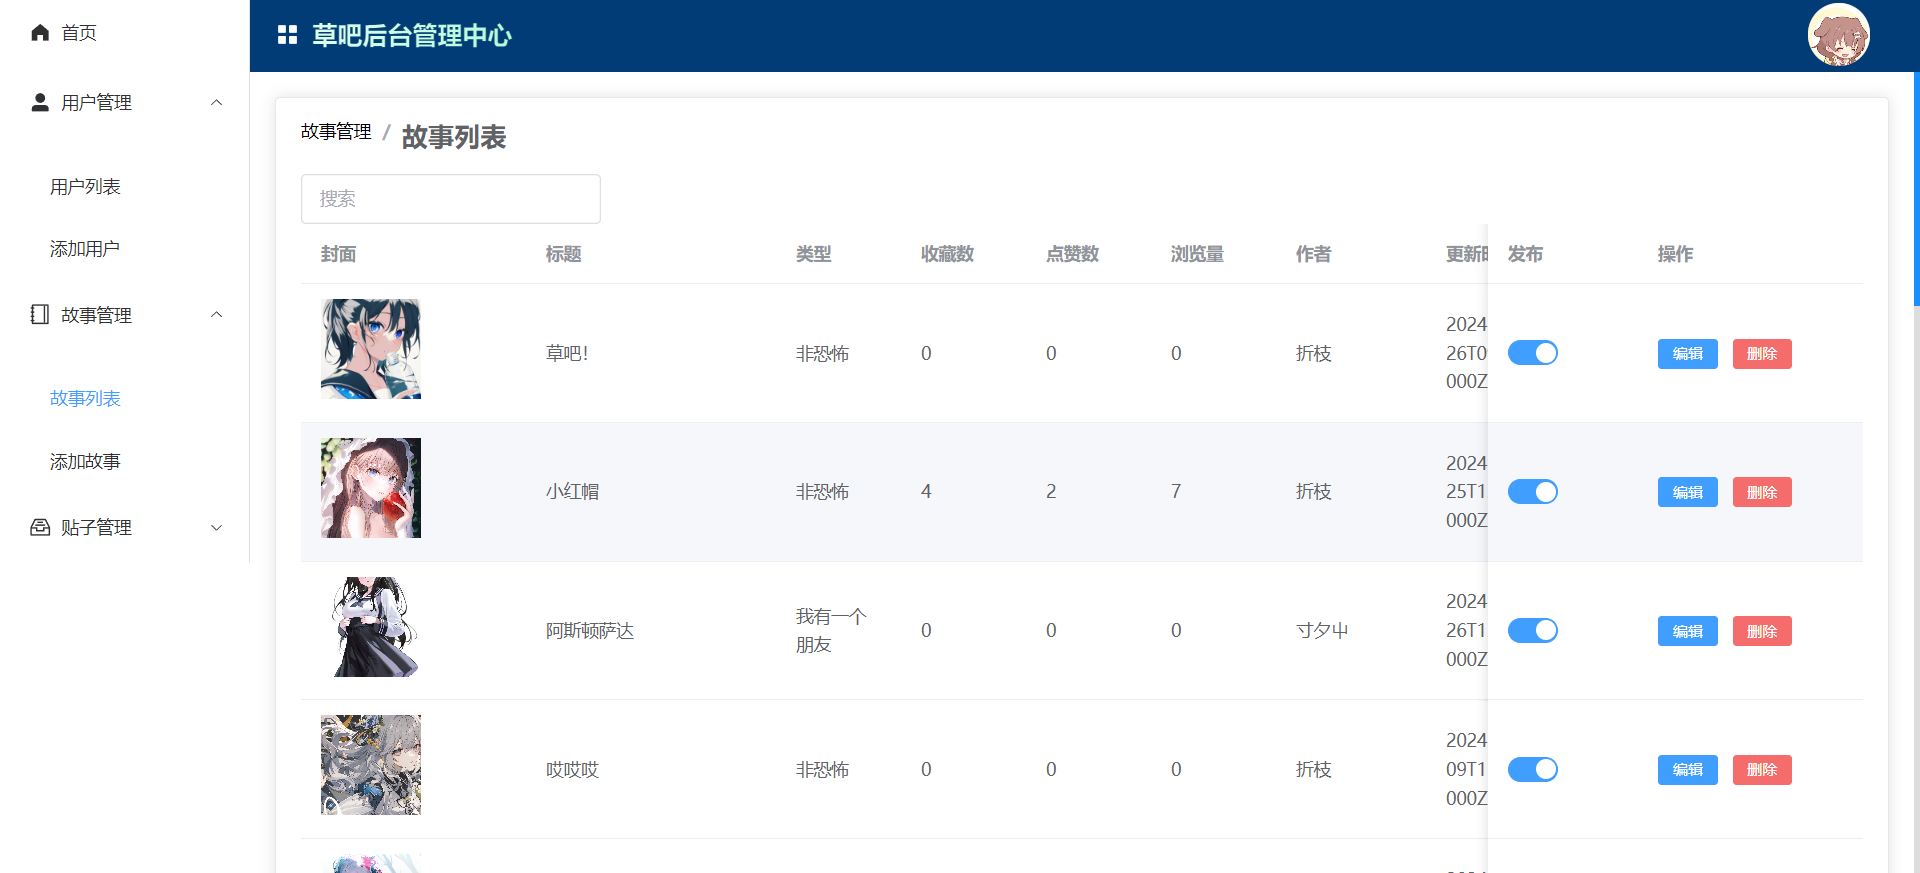 首页
用户管理
用户列表
添加用户
故事管理
故事列表
添加故事
贴子管理
草吧后台管理中心
故事管理 / 故事列表
搜索
封面 标题 类型 收藏数 点赞数 浏览量 作者 更新 发布 操作
草吧! 非恐怖 0 0 0 折枝 编辑 删除
2024
26T0
000Z
小红帽 非恐怖 4 2 7 折枝 编辑 删除
2024
25T1
000Z
阿斯顿萨达 我有一个
朋友 0 0 0 寸夕屮 编辑 删除
2024
26T1
000Z
哎哎哎 非恐怖 0 0 0 折枝 编辑 删除
2024
09T1
000Z